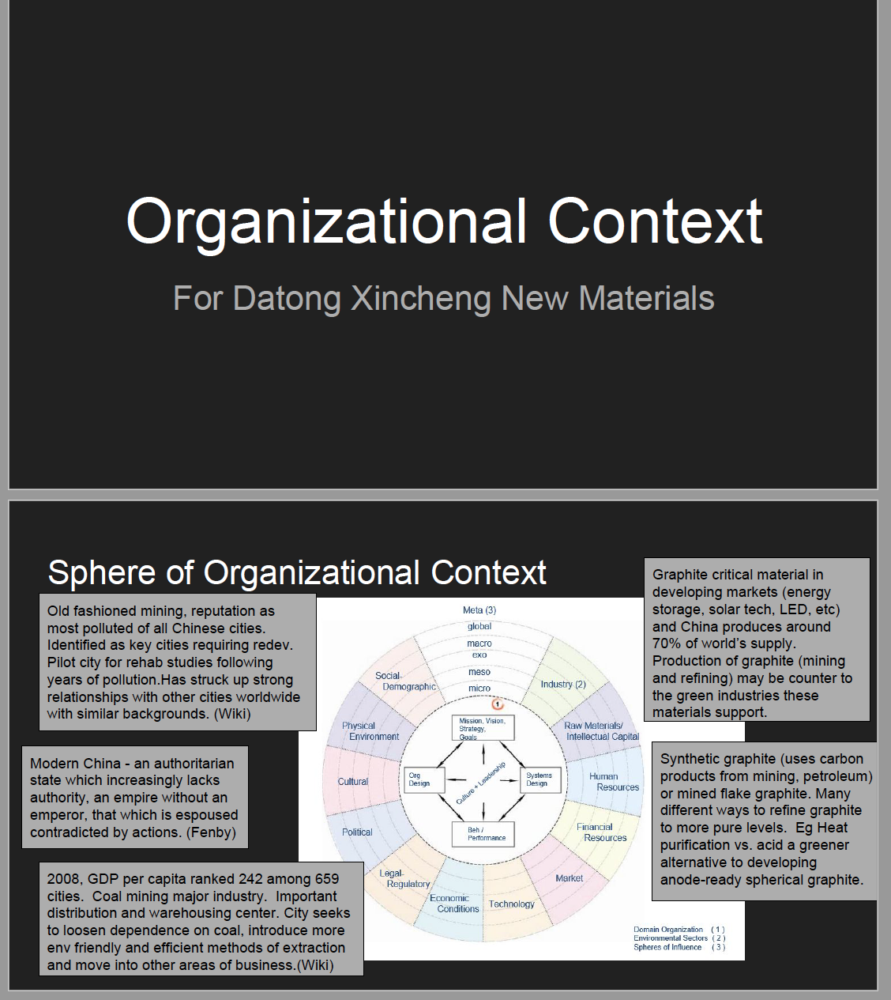 Organizational Context
For Datong Xincheng New Materials
Sphere of Organizational Context
Old fashioned mining, reputation as
most polluted of all Chinese cities.
Identified as key cities requiring redev.
Pilot city for rehab studies following
years of pollution.Has struck up strong
relationships with other cities worldwide
with similar backgrounds. (Wiki)
Modern China - an authoritarian
state which increasingly lacks
authority, an empire without an
emperor, that which is espoused
contradicted by actions. (Fenby)
2008, GDP per capita ranked 242 among 659
cities.  Coal mining major industry.  Important
distribution and warehousing center. City seeks
to loosen dependence on coal, introduce more
env friendly and efficient methods of extraction
and move into other areas of business.(Wiki)
Meta (3)
global
macro
exo
meso
micro
1
Social-
Demographic
Physical
Environment
Cultural
Political
Legal-
Regulatory
Economic
Conditions
Technology
Market
Financial
Resources
Human
Resources
Raw Materials/
Intellectual Capital
Industry (2)
Mission, Vision,
Strategy,
Goals
Org
Design
Culture + Leadership
Systems
Design
Beh /
Performance
Domain Organization ( 1 )
Environmental Sectors ( 2 )
Spheres of Influence ( 3 )
Graphite critical material in
developing markets (energy
storage, solar tech, LED, etc)
and China produces around
70% of world's supply.
Production of graphite (mining
and refining) may be counter to
the green industries these
materials support.
Synthetic graphite (uses carbon
products from mining, petroleum)
or mined flake graphite. Many
different ways to refine graphite
to more pure levels.  Eg Heat
purification vs. acid a greener
alternative to developing
anode-ready spherical graphite.